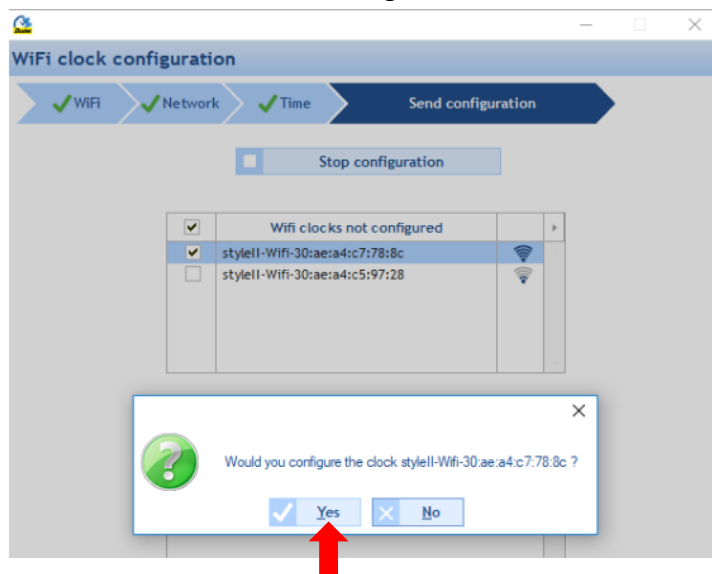 WiFi clock configuration
WiFi Network Time Send configuration
Stop configuration
Wifi clocks not configured
styleII-Wifi-30:ae:a4:c7:78:8c
styleII-Wifi-30:ae:a4:c5:97:28
Would you configure the clock styleII-Wifi-30:ae:a4:c7:78:8c ?
Yes No